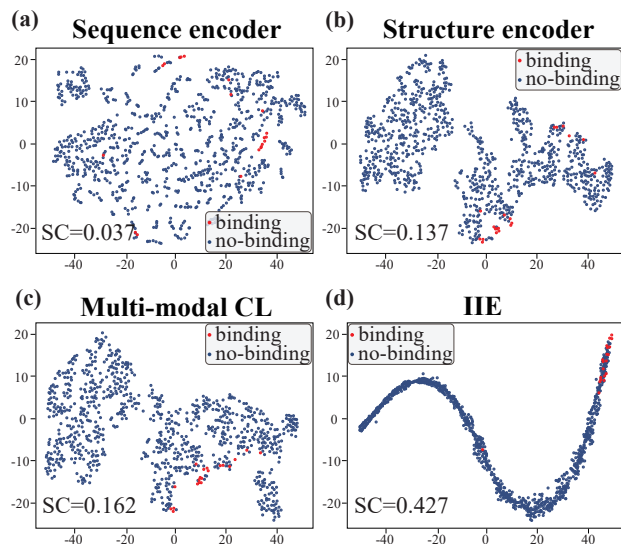 (a) Sequence encoder
20
10
0
-10
-20
binding
no-binding
SC=0.037
-40 -20 0 20 40
(b) Structure encoder
20
10
0
-10
-20
binding
no-binding
SC=0.137
-40 -20 0 20 40
(c) Multi-modal CL
20
10
0
-10
-20
binding
no-binding
SC=0.162
-40 -20 0 20 40
(d) IIE
20
10
0
-10
-20
binding
no-binding
SC=0.427
-40 -20 0 20 40